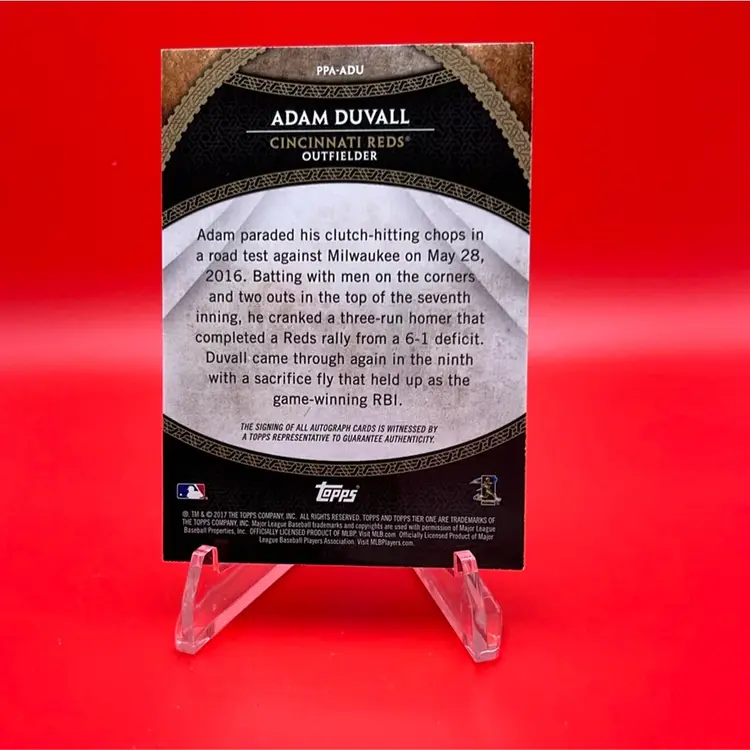 PPA-ADU
ADAM DUVALL
CINCINNATI REDS®
OUTFIELDER
Adam paraded his clutch-hitting chops in
a road test against Milwaukee on May 28,
2016. Batting with men on the corners
and two outs in the top of the seventh
inning, he cranked a three-run homer that
completed a Reds rally from a 6-1 deficit.
Duvall came through again in the ninth
with a sacrifice fly that held up as the
game-winning RBI.
THE SIGNING OF ALL AUTOGRAPH CARDS IS WITNESSED BY
A TOPPS REPRESENTATIVE TO GUARANTEE AUTHENTICITY.
Topps®
®, TM & © 2017 THE TOPPS COMPANY, INC. ALL RIGHTS RESERVED. TOPPS AND TOPPS TIER ONE ARE TRADEMARKS OF
THE TOPPS COMPANY, INC. Major League Baseball trademarks and copyrights are used with permission of Major League
Baseball Properties, Inc. OFFICIALLY LICENSED PRODUCT OF MLBP. Visit MLB.com Officially Licensed Product of Major
League Baseball Players Association. Visit MLBPlayers.com.